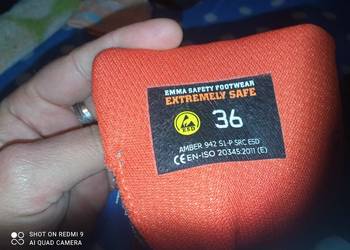 EMMA SAFETY FOOTWEAR
EXTREMELY SAFE
ESD
36
AMBER 942 S1-P SRC ESD
CE EN-ISO 20345:2011 (E)
SHOT ON REDMI 9
AI QUAD CAMERA